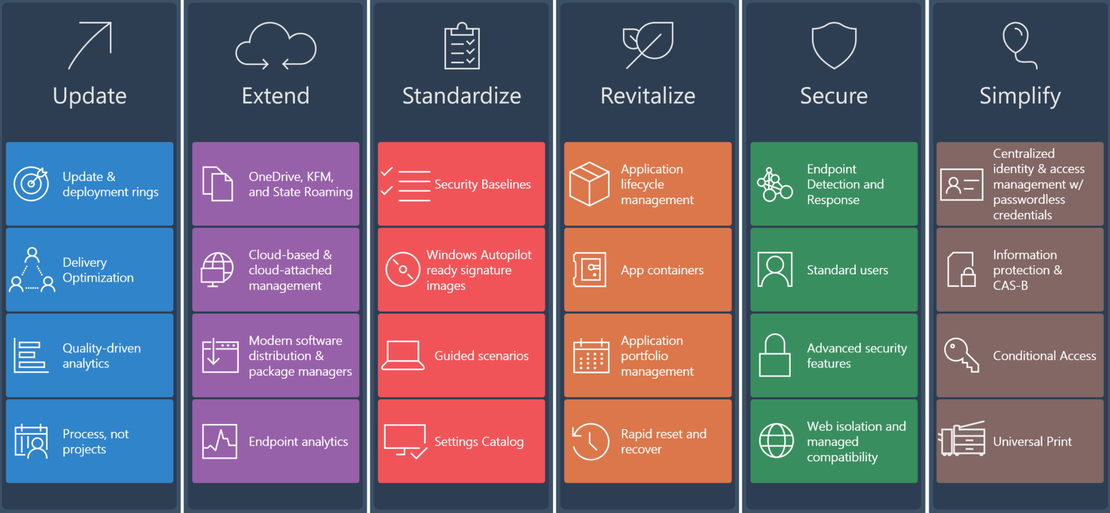 Update
Update &
deployment rings
Delivery
Optimization
Quality-driven
analytics
Process, not
projects
Extend
OneDrive, KFM,
and State Roaming
Cloud-based &
cloud-attached
management
Modern software
distribution &
package managers
Endpoint analytics
Standardize
Security Baselines
Windows Autopilot
ready signature
images
Guided scenarios
Settings Catalog
Revitalize
Application
lifecycle
management
App containers
Application
portfolio
management
Rapid reset and
recover
Secure
Endpoint
Detection and
Response
Standard users
Advanced security
features
Web isolation and
managed
compatibility
Simplify
Centralized
identity & access
management w/
passwordless
credentials
Information
protection &
CAS-B
Conditional Access
Universal Print